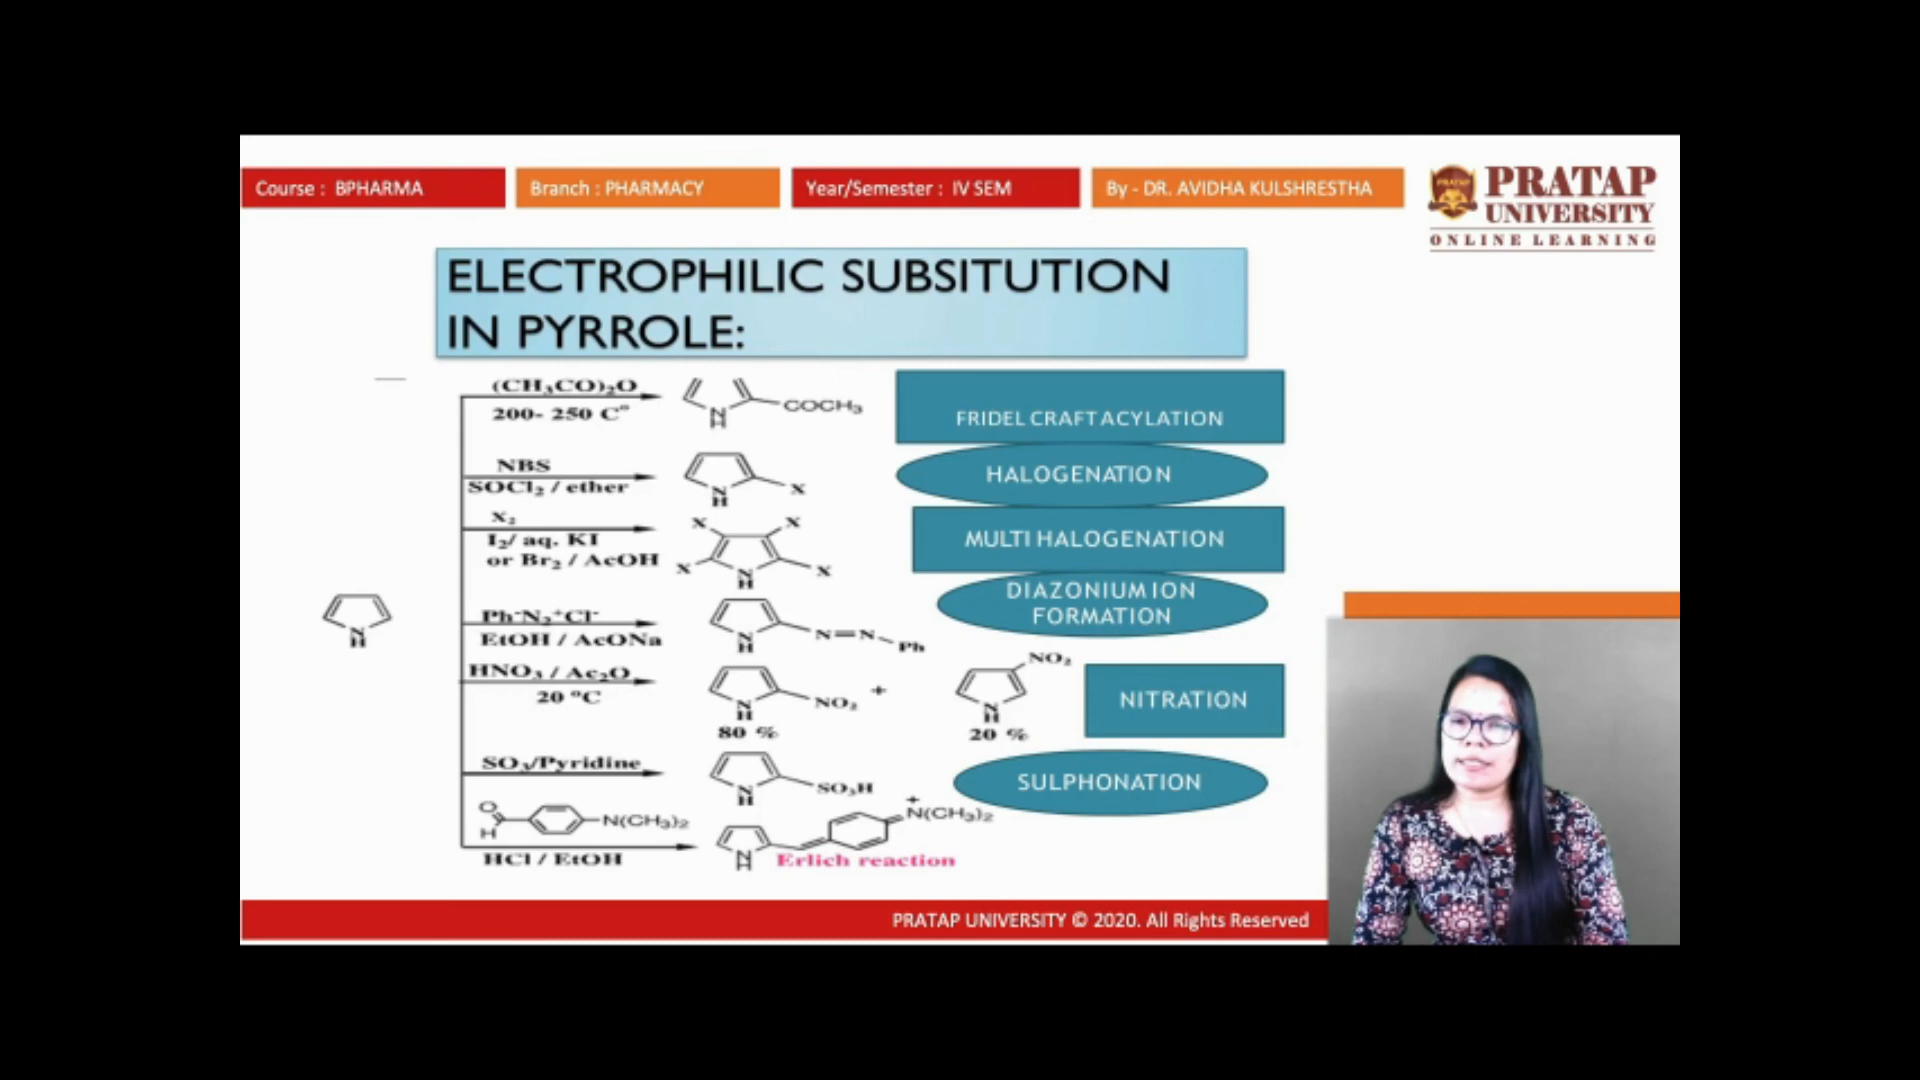 Course : BPHARMA
Branch : PHARMACY
Year/Semester : IV SEM
By - DR. AVIDHA KULSHRESTHA
PRATAP
PRATAP
UNIVERSITY
ONLINE LEARNING
ELECTROPHILIC SUBSITUTION
IN PYRROLE:
(CH₃CO)₂O
200- 250 C°
N
H
COCH₃
FRIDEL CRAFT ACYLATION
NBS
SOCl₂ / ether
N
H
X
HALOGENATION
X₂
I₂/ aq. KI
or Br₂ / AcOH
X X
X X
N
H
MULTI HALOGENATION
N
H
Ph⁻N₂⁺Cl⁻
EtOH / AcONa
N
H
N=N
Ph
DIAZONIUM ION
FORMATION
HNO₃ / Ac₂O
20 °C
N
H
NO₂
80 %
+
NO₂
N
H
20 %
NITRATION
SO₃/Pyridine
N
H
SO₃H
SULPHONATION
O
H
N(CH₃)₂
HCl / EtOH
N
H
+
N(CH₃)₂
Erlich reaction
PRATAP UNIVERSITY © 2020. All Rights Reserved